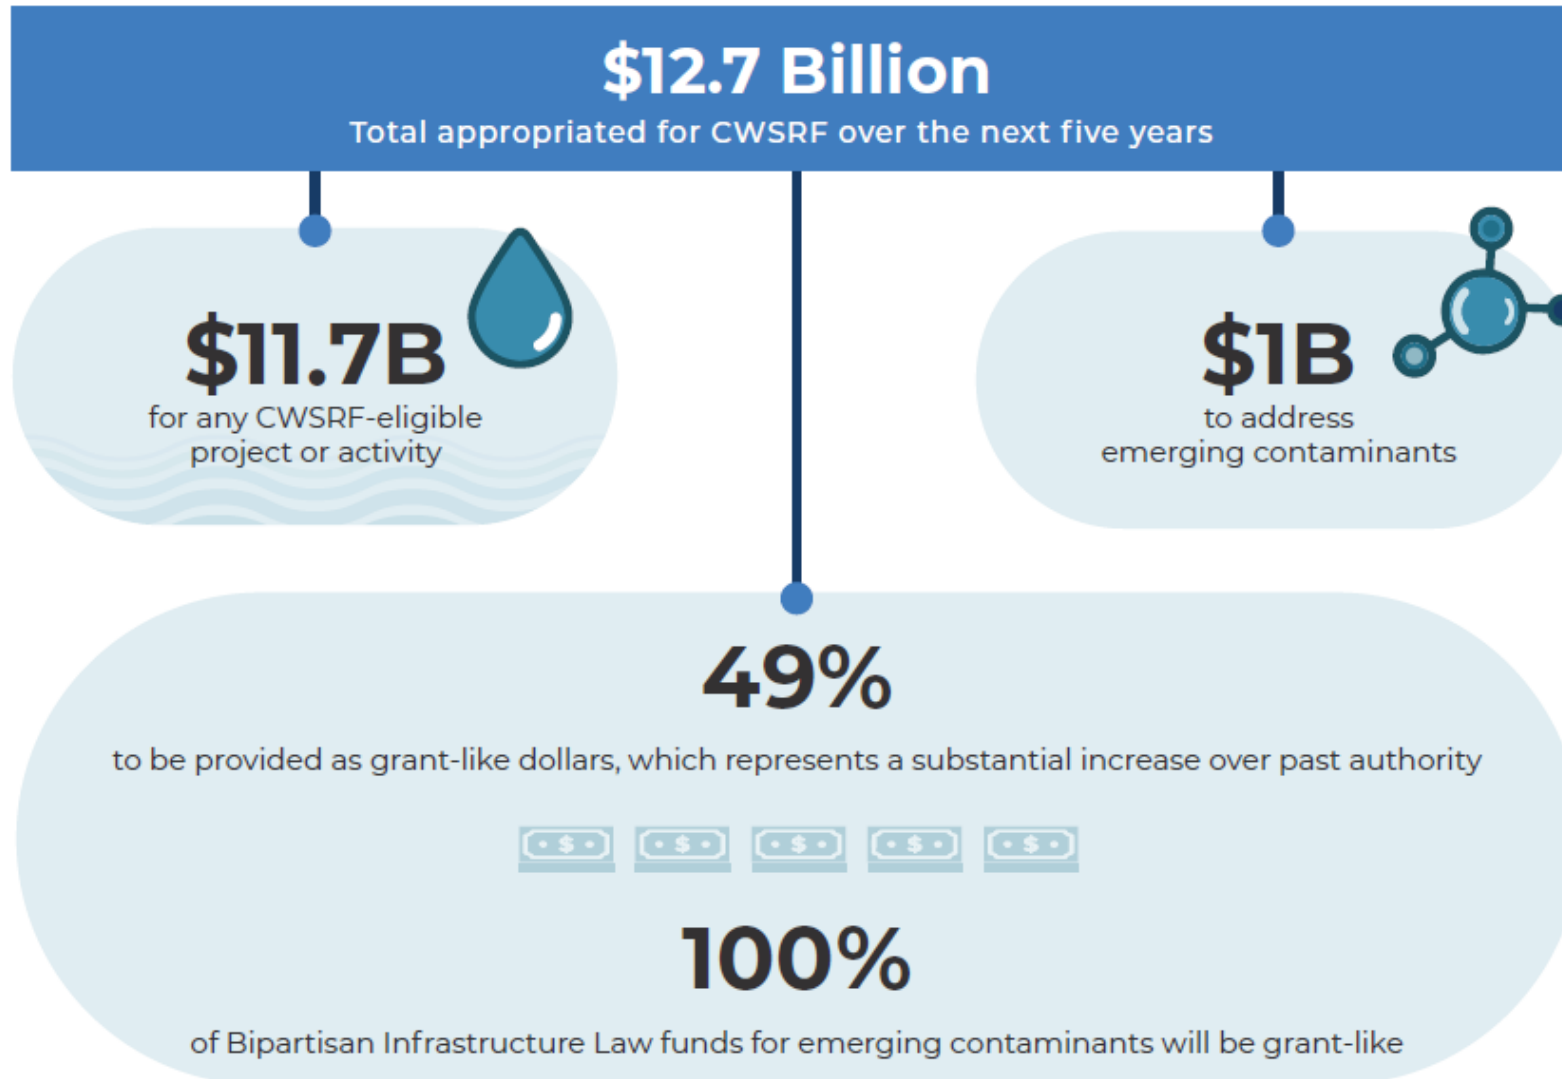 $12.7 Billion
Total appropriated for CWSRF over the next five years
$11.7B
for any CWSRF-eligible
project or activity
$1B
to address
emerging contaminants
49%
to be provided as grant-like dollars, which represents a substantial increase over past authority
$ $ $ $ $
100%
of Bipartisan Infrastructure Law funds for emerging contaminants will be grant-like